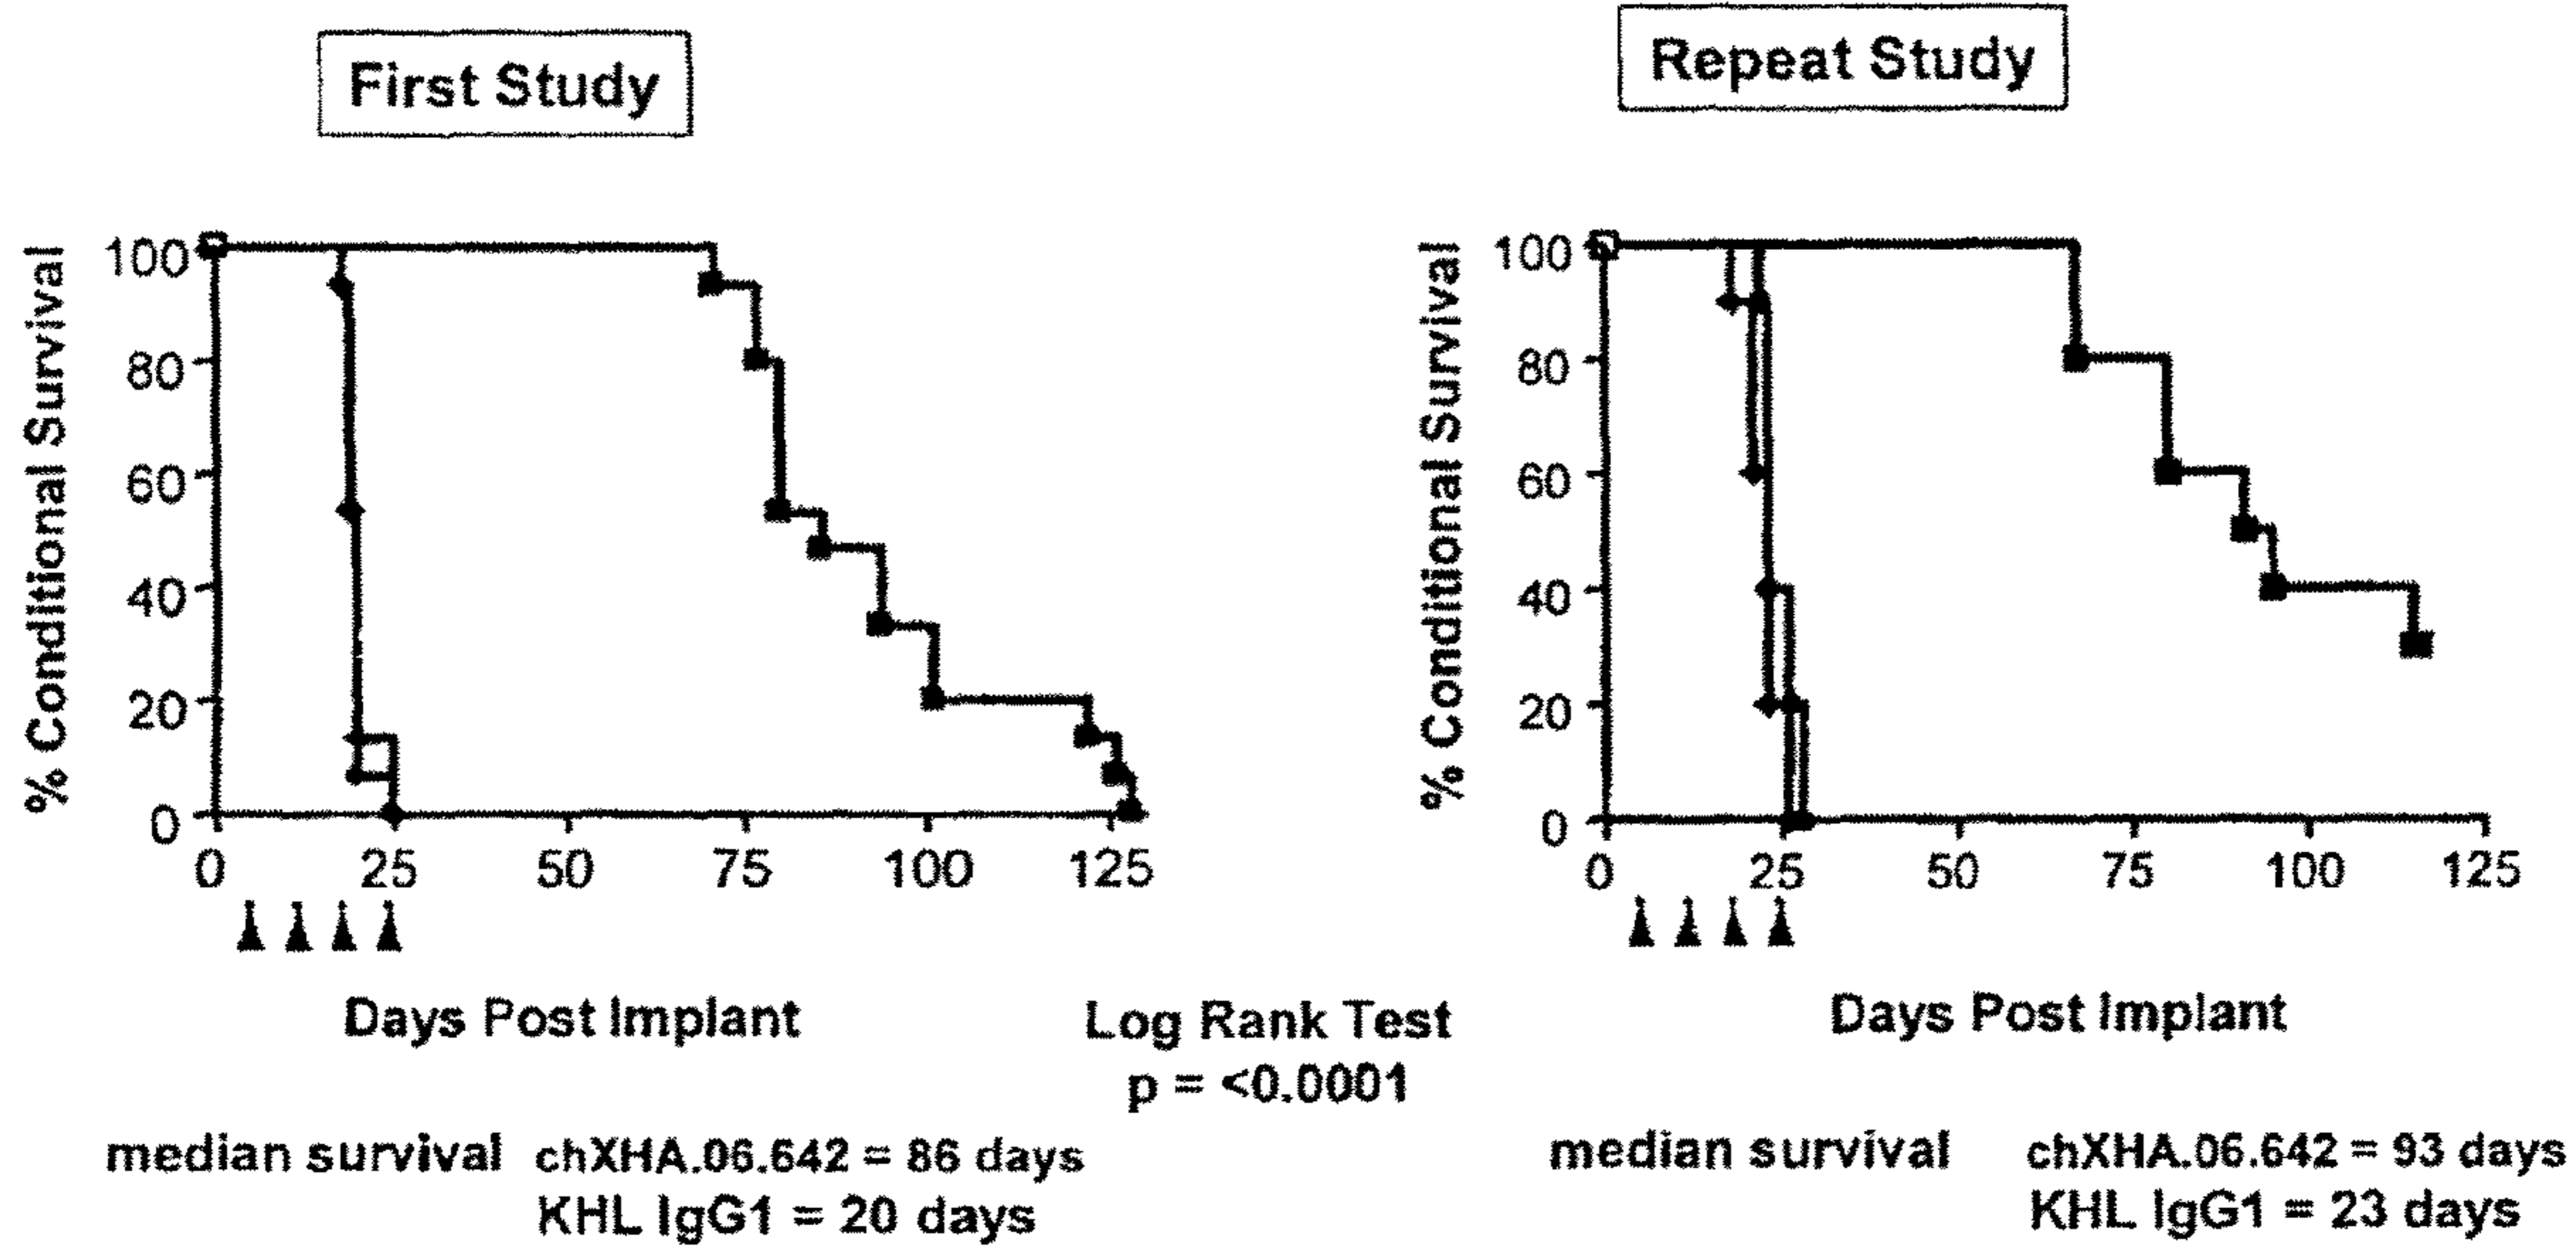 First Study
% Conditional Survival
100
80
60
40
20
0
0 25 50 75 100 125
Days Post Implant
Repeat Study
% Conditional Survival
100
80
60
40
20
0
0 25 50 75 100 125
Days Post Implant
Log Rank Test
p = <0.0001
median survival chXHA.06.642 = 86 days
KHL IgG1 = 20 days
median survival chXHA.06.642 = 93 days
KHL IgG1 = 23 days